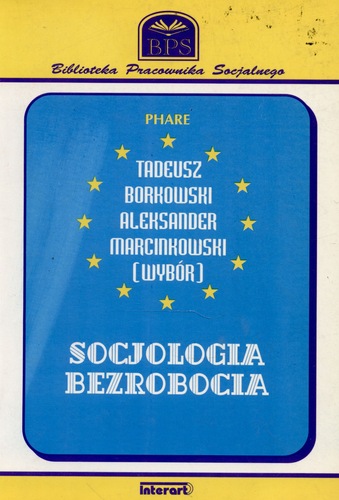 BPS
Biblioteka Pracownika Socjalnego
PHARE
TADEUSZ
BORKOWSKI
ALEKSANDER
MARCINKOWSKI
(WYBÓR)
SOCJOLOGIA
BEZROBOCIA
interart